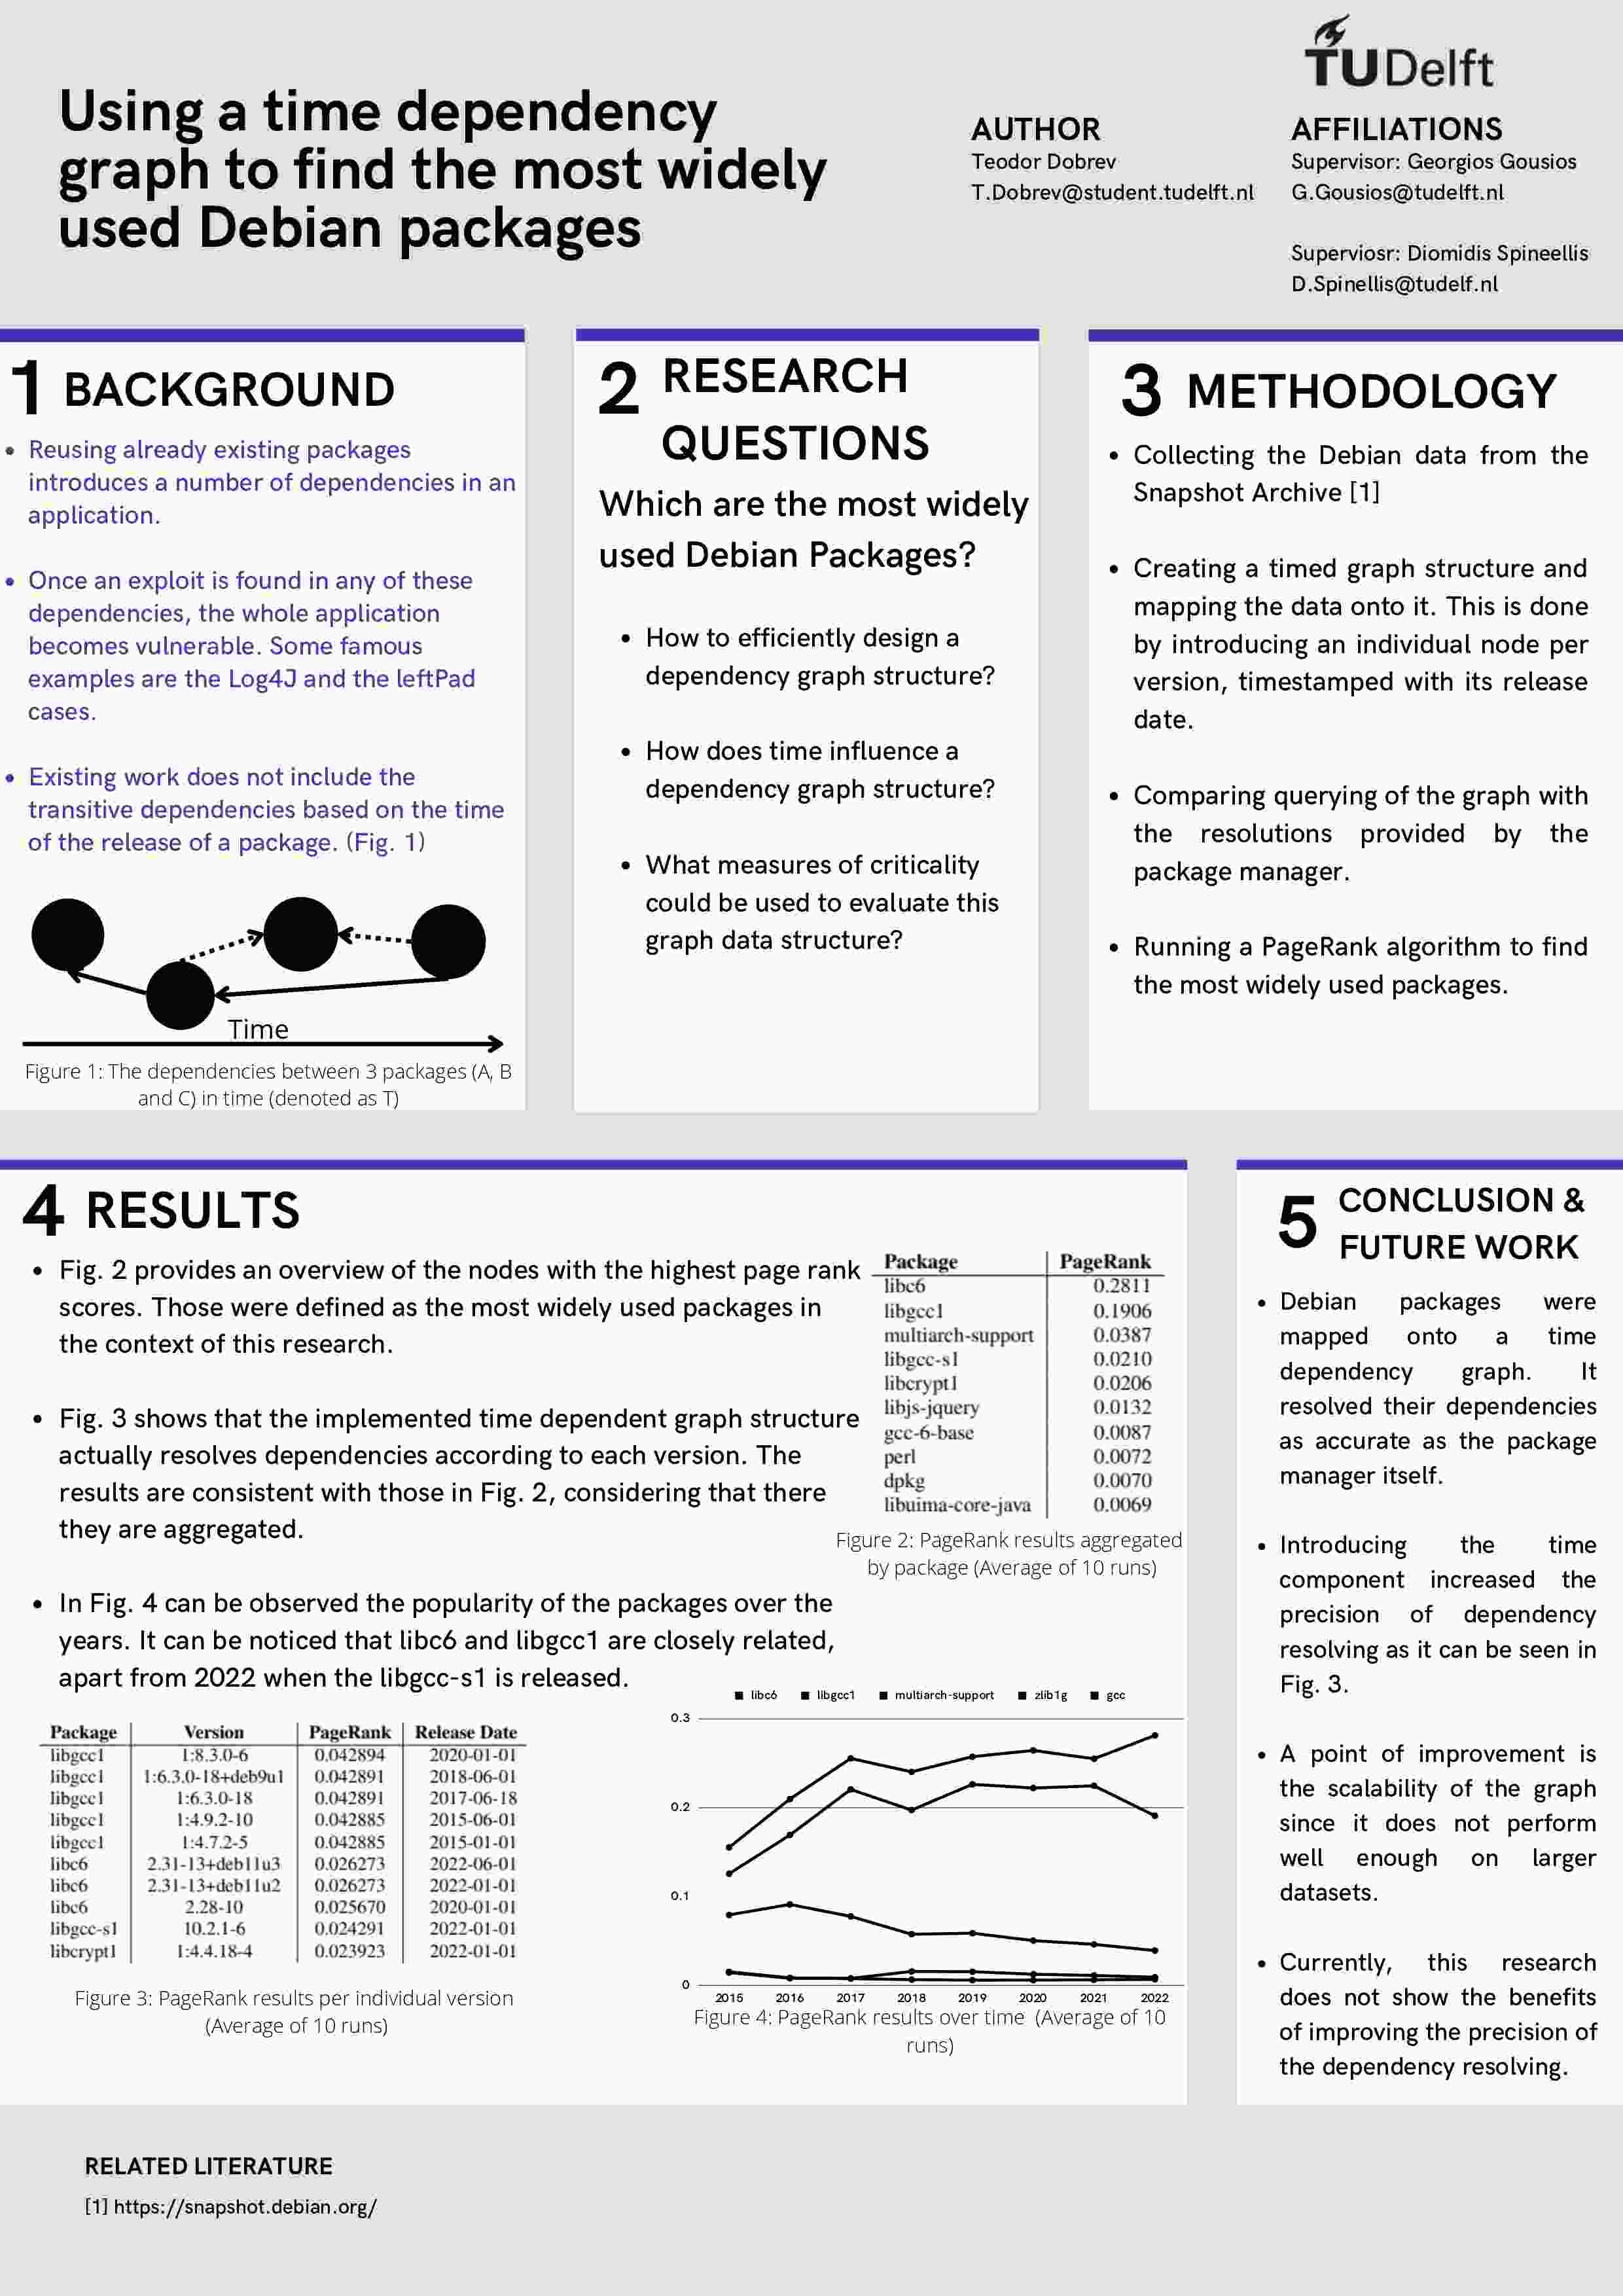 TUDelft
Using a time dependency
graph to find the most widely
used Debian packages
AUTHOR
Teodor Dobrev
T.Dobrev@student.tudelft.nl
AFFILIATIONS
Supervisor: Georgios Gousios
G.Gousios@tudelft.nl
Superviosr: Diomidis Spineellis
D.Spinellis@tudelf.nl
1 BACKGROUND
• Reusing already existing packages
introduces a number of dependencies in an
application.
• Once an exploit is found in any of these
dependencies, the whole application
becomes vulnerable. Some famous
examples are the Log4J and the leftPad
cases.
• Existing work does not include the
transitive dependencies based on the time
of the release of a package. (Fig. 1)
Time
Figure 1: The dependencies between 3 packages (A, B
and C) in time (denoted as T)
2 RESEARCH
QUESTIONS
Which are the most widely
used Debian Packages?
• How to efficiently design a
dependency graph structure?
• How does time influence a
dependency graph structure?
• What measures of criticality
could be used to evaluate this
graph data structure?
3 METHODOLOGY
• Collecting the Debian data from the
Snapshot Archive [1]
• Creating a timed graph structure and
mapping the data onto it. This is done
by introducing an individual node per
version, timestamped with its release
date.
• Comparing querying of the graph with
the resolutions provided by the
package manager.
• Running a PageRank algorithm to find
the most widely used packages.
4 RESULTS
• Fig. 2 provides an overview of the nodes with the highest page rank
scores. Those were defined as the most widely used packages in
the context of this research.
• Fig. 3 shows that the implemented time dependent graph structure
actually resolves dependencies according to each version. The
results are consistent with those in Fig. 2, considering that there
they are aggregated.
• In Fig. 4 can be observed the popularity of the packages over the
years. It can be noticed that libc6 and libgcc1 are closely related,
apart from 2022 when the libgcc-s1 is released.
Package PageRank
libc6 0.2811
libgcc1 0.1906
multiarch-support 0.0387
libgcc-s1 0.0210
libcrypt1 0.0206
libjs-jquery 0.0132
gcc-6-base 0.0087
perl 0.0072
dpkg 0.0070
libuima-core-java 0.0069
Figure 2: PageRank results aggregated
by package (Average of 10 runs)
Package Version PageRank Release Date
libgcc1 1:8.3.0-6 0.042894 2020-01-01
libgcc1 1:6.3.0-18+deb9u1 0.042891 2018-06-01
libgcc1 1:6.3.0-18 0.042891 2017-06-18
libgcc1 1:4.9.2-10 0.042885 2015-06-01
libgcc1 1:4.7.2-5 0.042885 2015-01-01
libc6 2.31-13+deb11u3 0.026273 2022-06-01
libc6 2.31-13+deb11u2 0.026273 2022-01-01
libc6 2.28-10 0.025670 2020-01-01
libgcc-s1 10.2.1-6 0.024291 2022-01-01
libcrypt1 1:4.4.18-4 0.023923 2022-01-01
Figure 3: PageRank results per individual version
(Average of 10 runs)
libc6 libgcc1 multiarch-support zlib1g gcc
0.3
0.2
0.1
0
2015 2016 2017 2018 2019 2020 2021 2022
Figure 4: PageRank results over time (Average of 10
runs)
5 CONCLUSION &
FUTURE WORK
• Debian packages were
mapped onto a time
dependency graph. It
resolved their dependencies
as accurate as the package
manager itself.
• Introducing the time
component increased the
precision of dependency
resolving as it can be seen in
Fig. 3.
• A point of improvement is
the scalability of the graph
since it does not perform
well enough on larger
datasets.
• Currently, this research
does not show the benefits
of improving the precision of
the dependency resolving.
RELATED LITERATURE
[1] https://snapshot.debian.org/